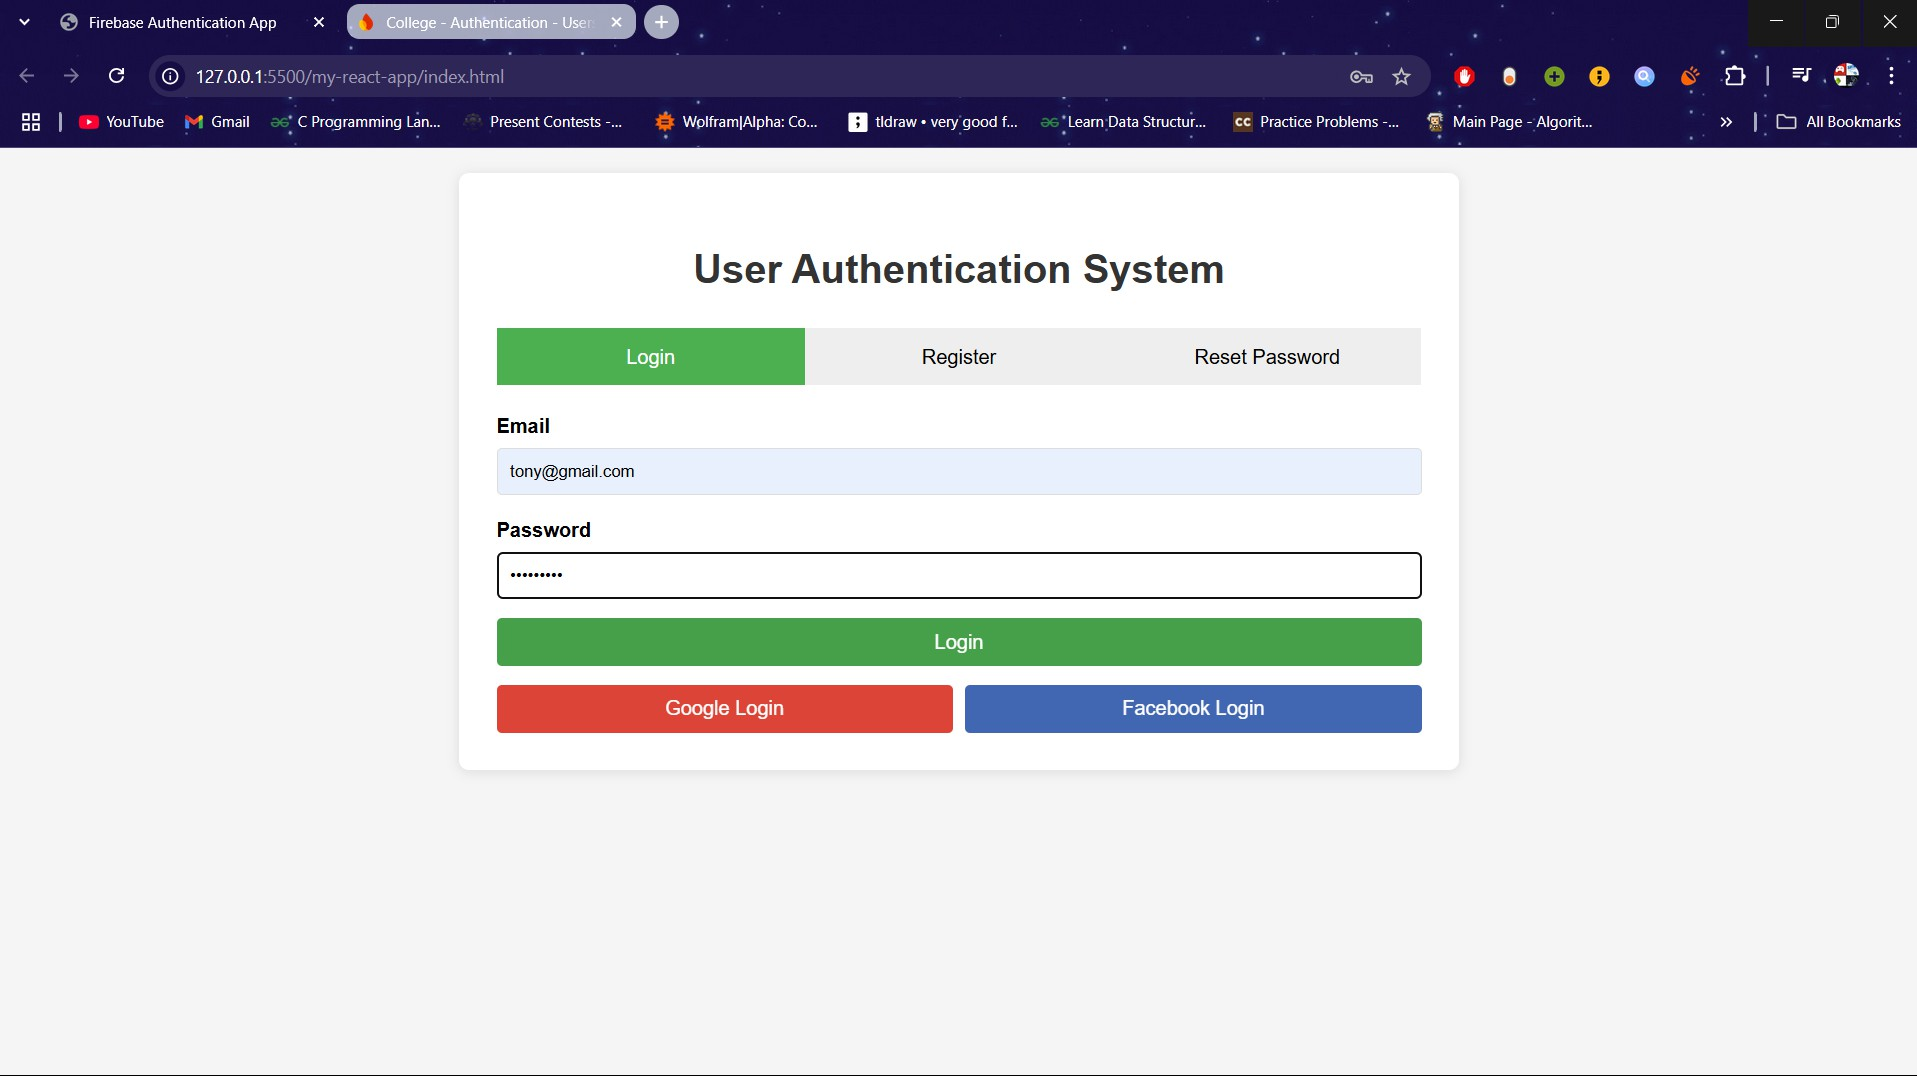 Firebase Authentication App
College - Authentication - User
127.0.0.1:5500/my-react-app/index.html
YouTube
Gmail
C Programming Lan...
Present Contests -...
Wolfram|Alpha: Co...
tldraw • very good f...
Learn Data Structur...
CC
Practice Problems -...
Main Page - Algorit...
All Bookmarks
User Authentication System
Login
Register
Reset Password
Email
tony@gmail.com
Password
•••••••••
Login
Google Login
Facebook Login